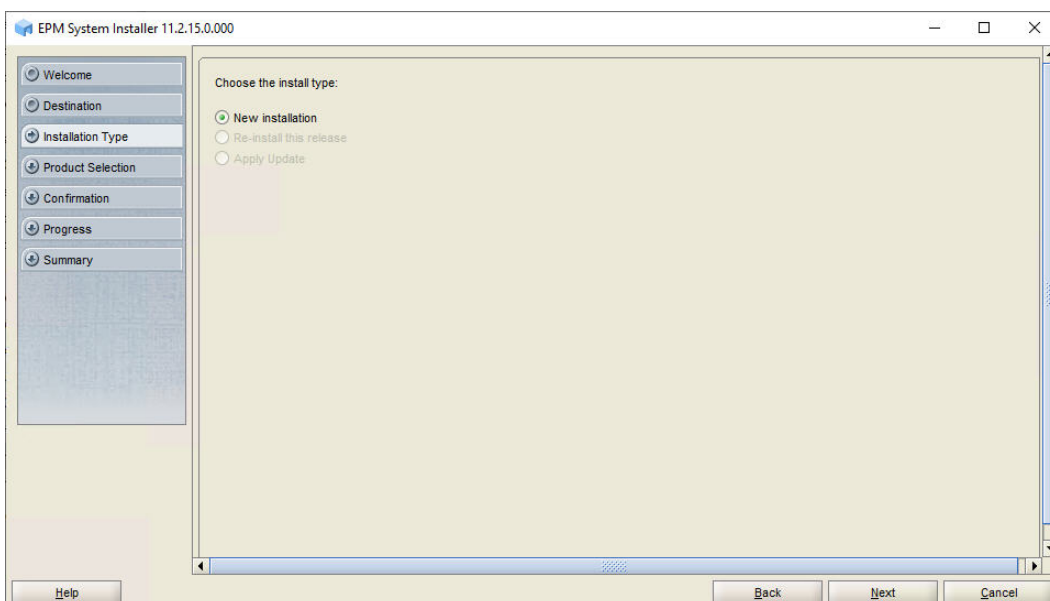 EPM System Installer 11.2.15.0.000
Welcome
Destination
Installation Type
Product Selection
Confirmation
Progress
Summary
Choose the install type:
New installation
Re-install this release
Apply Update
Help
Back
Next
Cancel